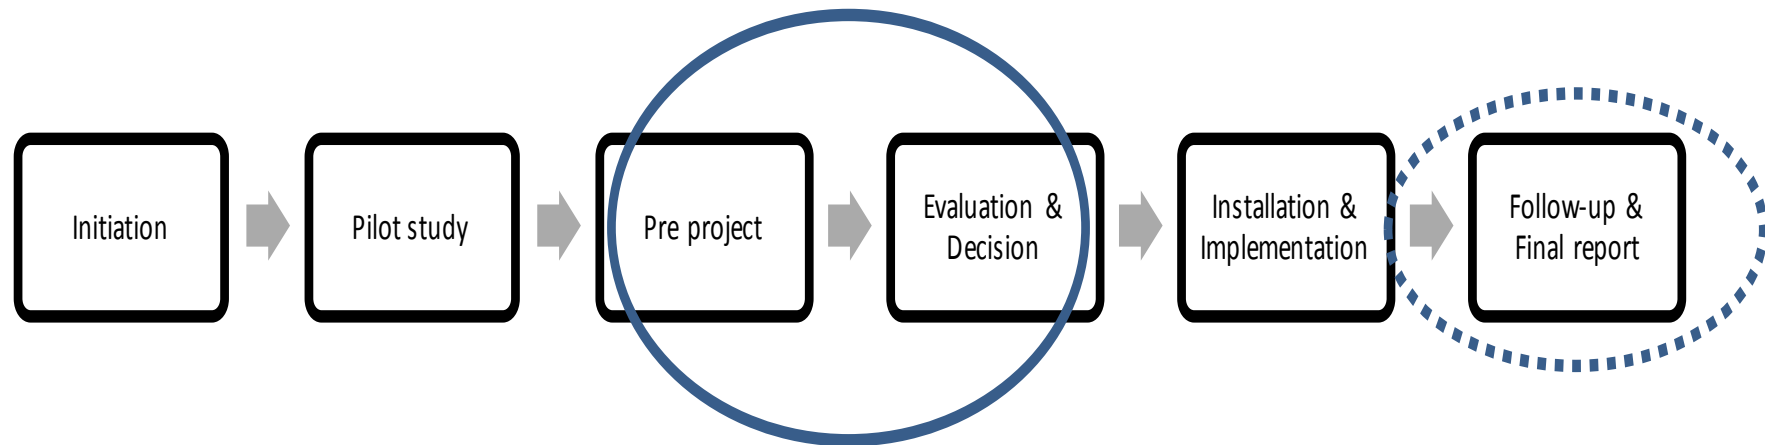 Initiation
Pilot study
Pre project
Evaluation &
Decision
Installation &
Implementation
Follow-up &
Final report